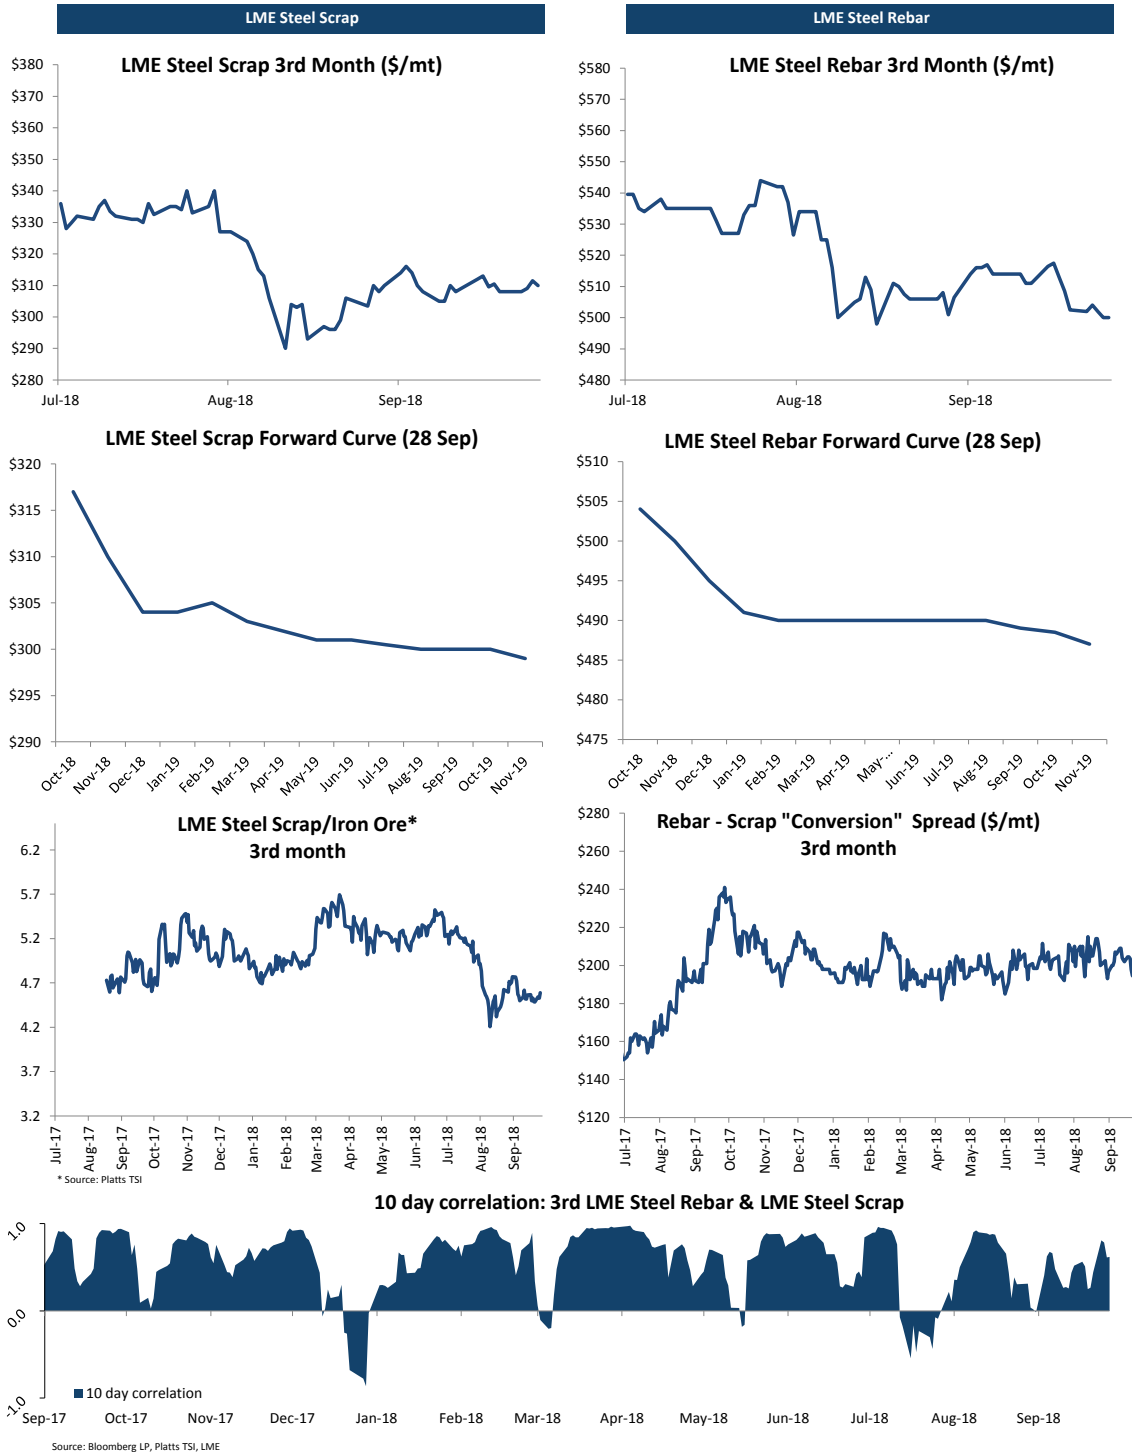 LME Steel Scrap
LME Steel Rebar
LME Steel Scrap 3rd Month ($/mt)
$380
$370
$360
$350
$340
$330
$320
$310
$300
$290
$280
Jul-18
Aug-18
Sep-18
LME Steel Rebar 3rd Month ($/mt)
$580
$570
$560
$550
$540
$530
$520
$510
$500
$490
$480
Jul-18
Aug-18
Sep-18
LME Steel Scrap Forward Curve (28 Sep)
$320
$315
$310
$305
$300
$295
$290
Oct-18
Nov-18
Dec-18
Jan-19
Feb-19
Mar-19
Apr-19
May-19
Jun-19
Jul-19
Aug-19
Sep-19
Oct-19
Nov-19
LME Steel Rebar Forward Curve (28 Sep)
$510
$505
$500
$495
$490
$485
$480
$475
Oct-18
Nov-18
Dec-18
Jan-19
Feb-19
Mar-19
Apr-19
May-...
Jun-19
Jul-19
Aug-19
Sep-19
Oct-19
Nov-19
LME Steel Scrap/Iron Ore*
3rd month
6.2
5.7
5.2
4.7
4.2
3.7
3.2
Jul-17
Aug-17
Sep-17
Oct-17
Nov-17
Dec-17
Jan-18
Feb-18
Mar-18
Apr-18
May-18
Jun-18
Jul-18
Aug-18
Sep-18
* Source: Platts TSI
Rebar - Scrap "Conversion" Spread ($/mt)
3rd month
$280
$260
$240
$220
$200
$180
$160
$140
$120
Jul-17
Aug-17
Sep-17
Oct-17
Nov-17
Dec-17
Jan-18
Feb-18
Mar-18
Apr-18
May-18
Jun-18
Jul-18
Aug-18
Sep-18
10 day correlation: 3rd LME Steel Rebar & LME Steel Scrap
1.0
0.0
-1.0
10 day correlation
Sep-17
Oct-17
Nov-17
Dec-17
Jan-18
Feb-18
Mar-18
Apr-18
May-18
Jun-18
Jul-18
Aug-18
Sep-18
Source: Bloomberg LP, Platts TSI, LME